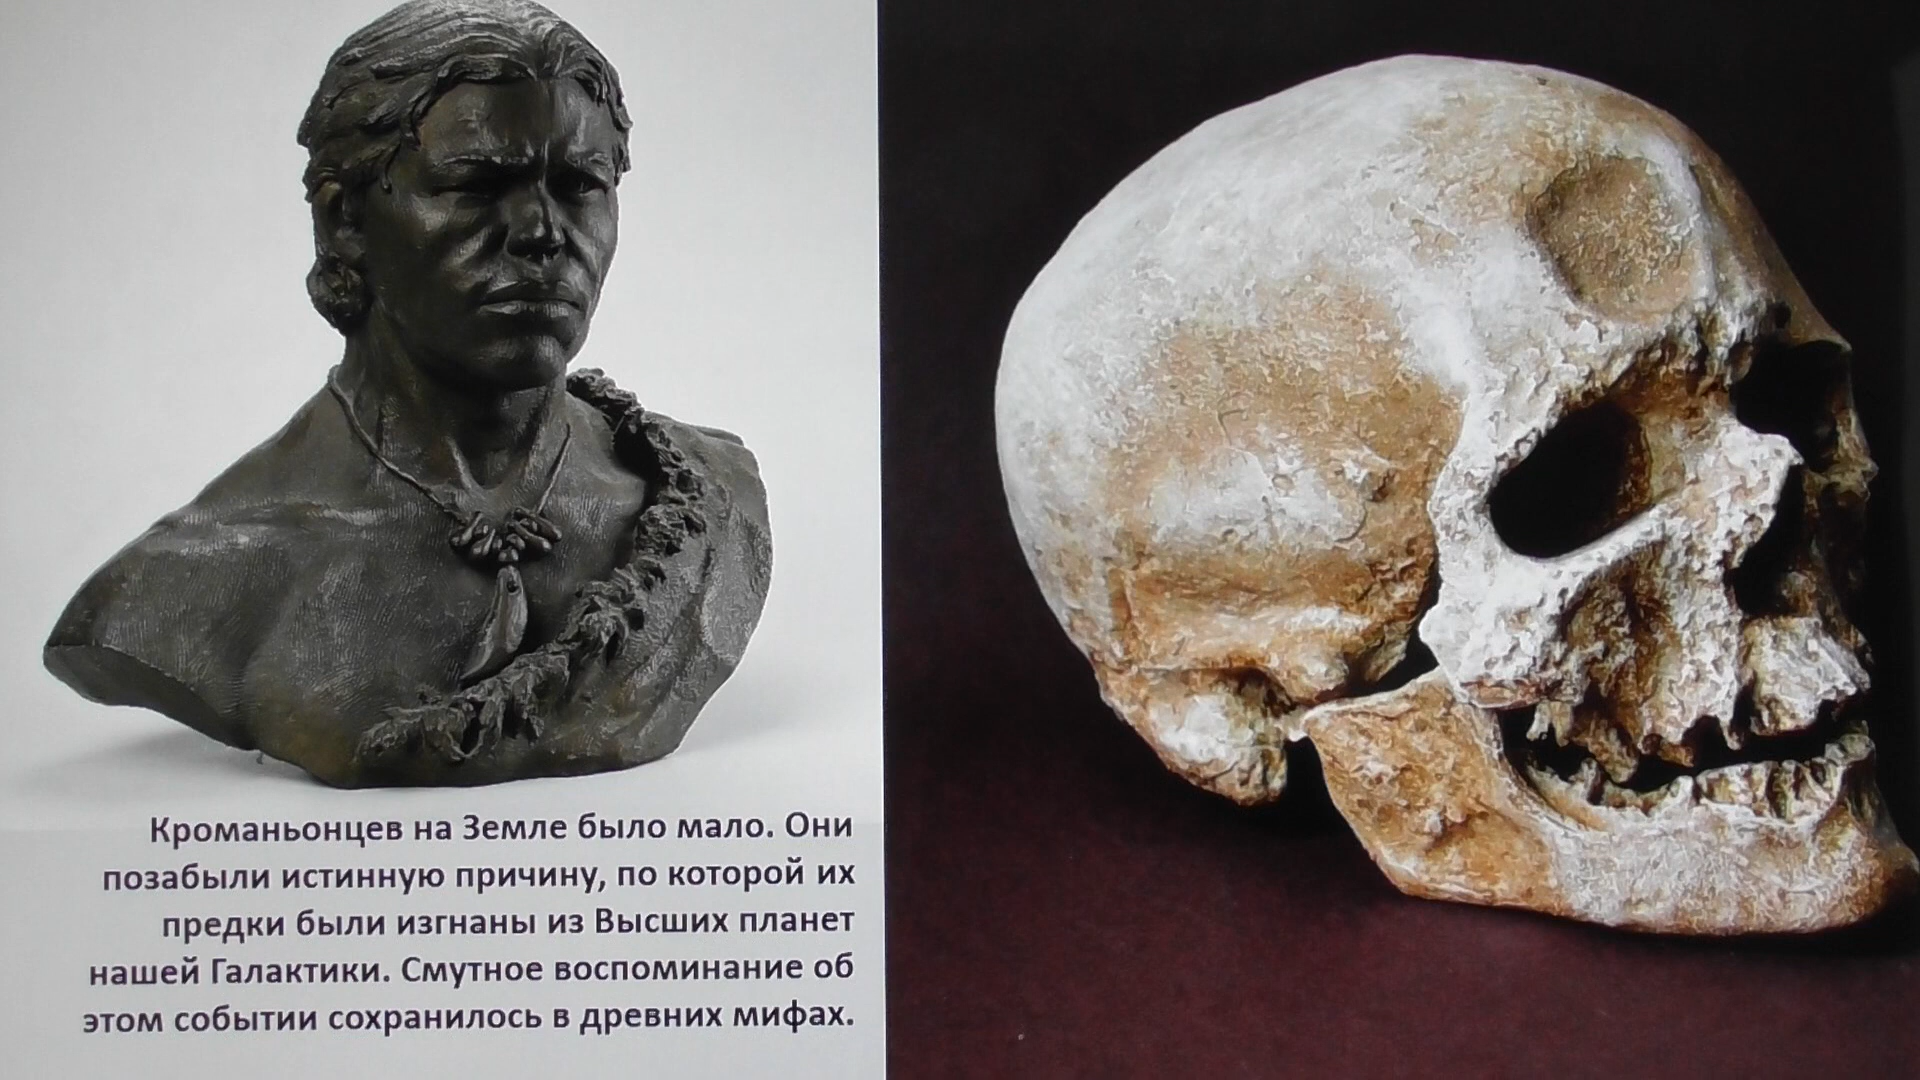 Кроманьонцев на Земле было мало. Они
позабыли истинную причину, по которой их
предки были изгнаны из Высших планет
нашей Галактики. Смутное воспоминание об
этом событии сохранилось в древних мифах.